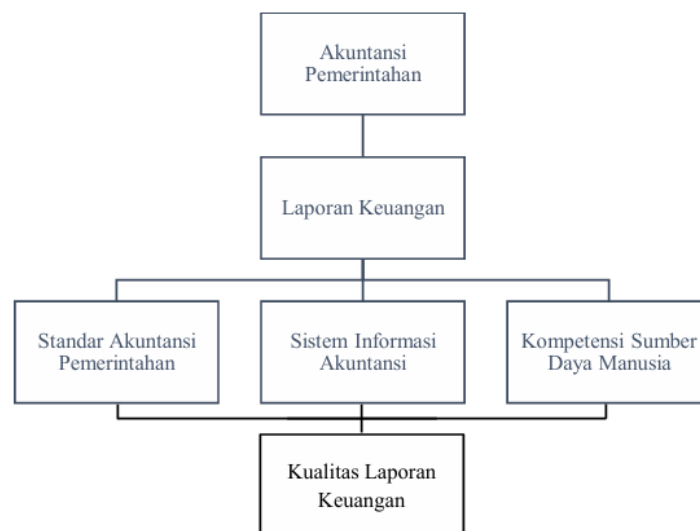 Akuntansi
Pemerintahan
Laporan Keuangan
Standar Akuntansi
Pemerintahan
Sistem Informasi
Akuntansi
Kompetensi Sumber
Daya Manusia
Kualitas Laporan
Keuangan